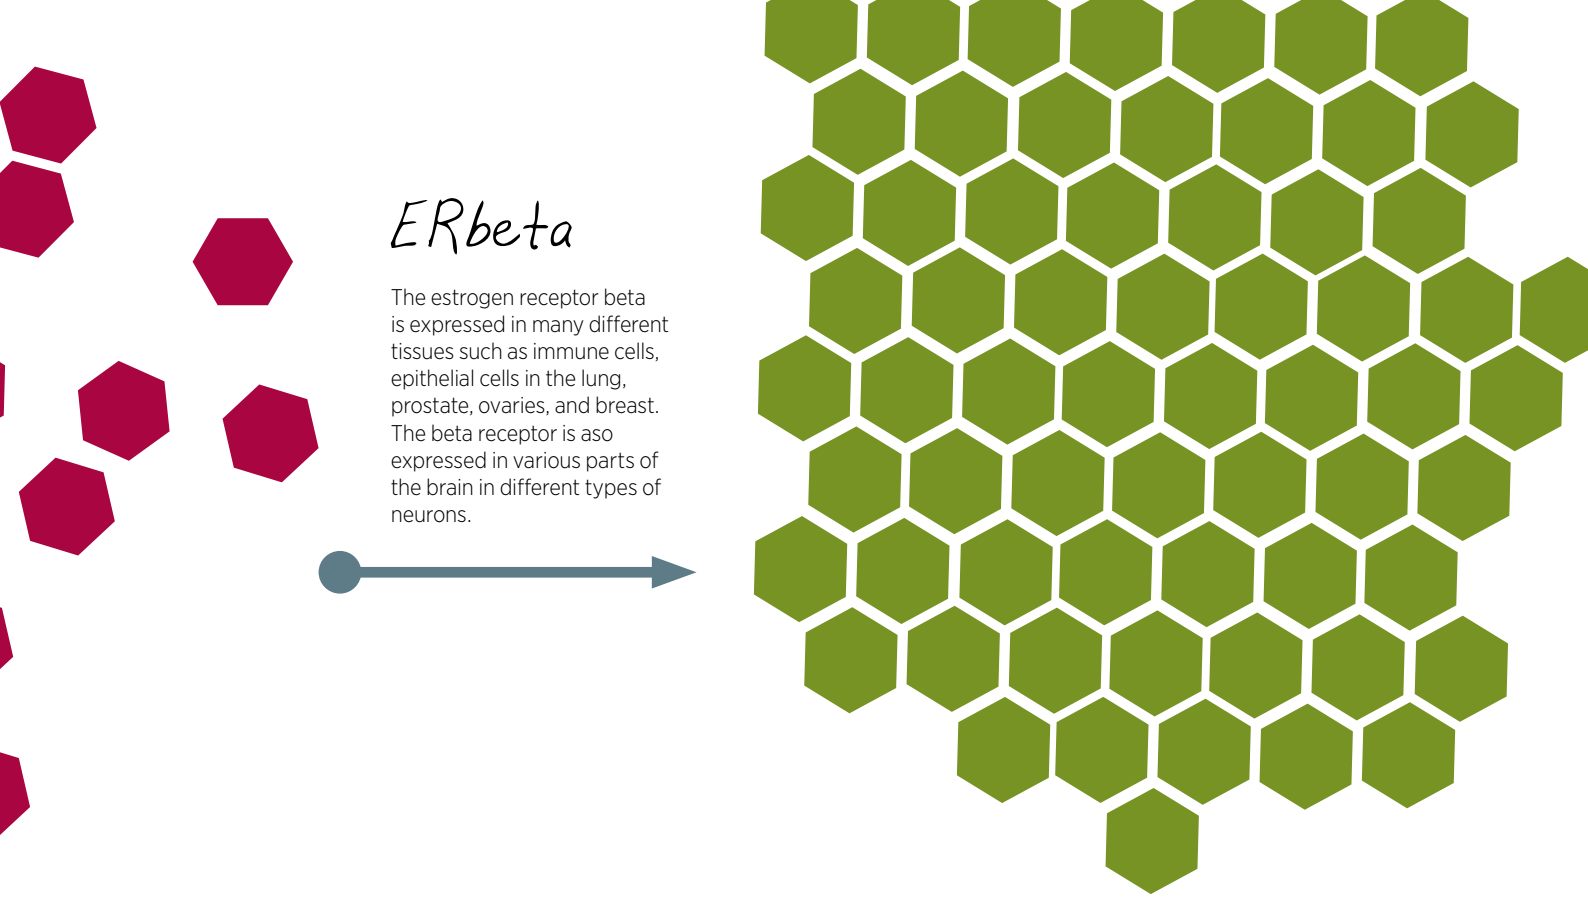 ERbeta
The estrogen receptor beta
is expressed in many different
tissues such as immune cells,
epithelial cells in the lung,
prostate, ovaries, and breast.
The beta receptor is aso
expressed in various parts of
the brain in different types of
neurons.